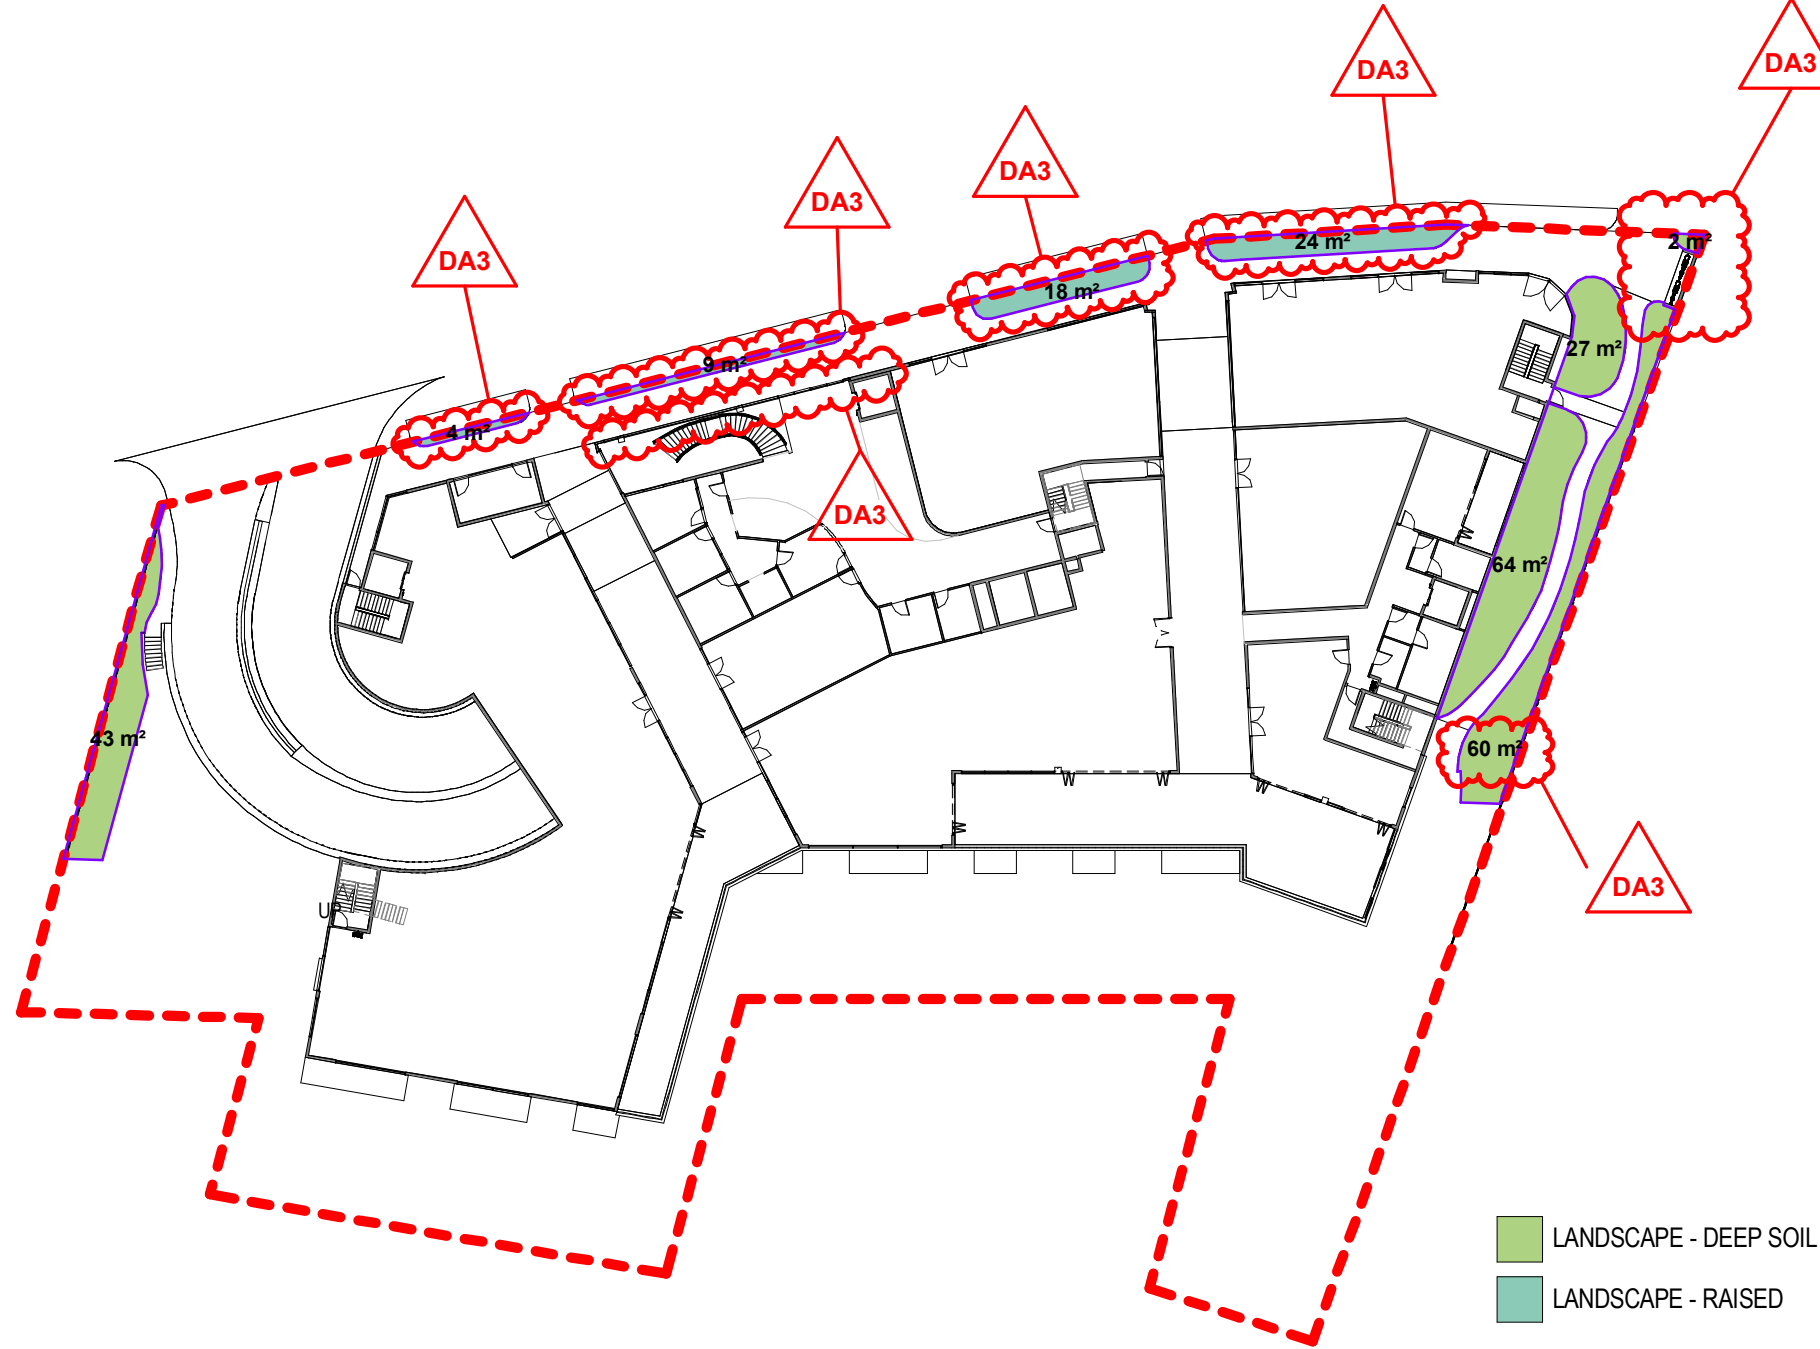 DA3
DA3
DA3
DA3
DA3
2 m²
24 m²
18 m²
27 m²
9 m²
4 m²
DA3
64 m²
43 m²
60 m²
DA3
UP
W
W
W
W
W
W
W
W
LANDSCAPE - DEEP SOIL
LANDSCAPE - RAISED